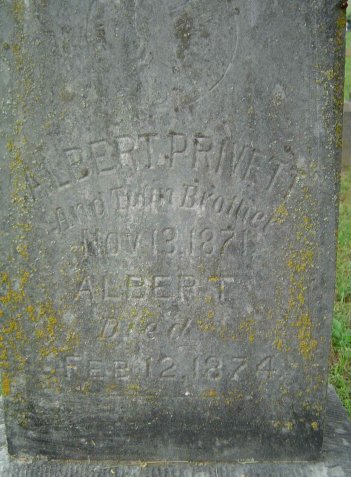 ALBERT. PRIVETT
And Twin Brother
NOV. 13. 1871
ALBERT
Died
FEB. 12. 1874